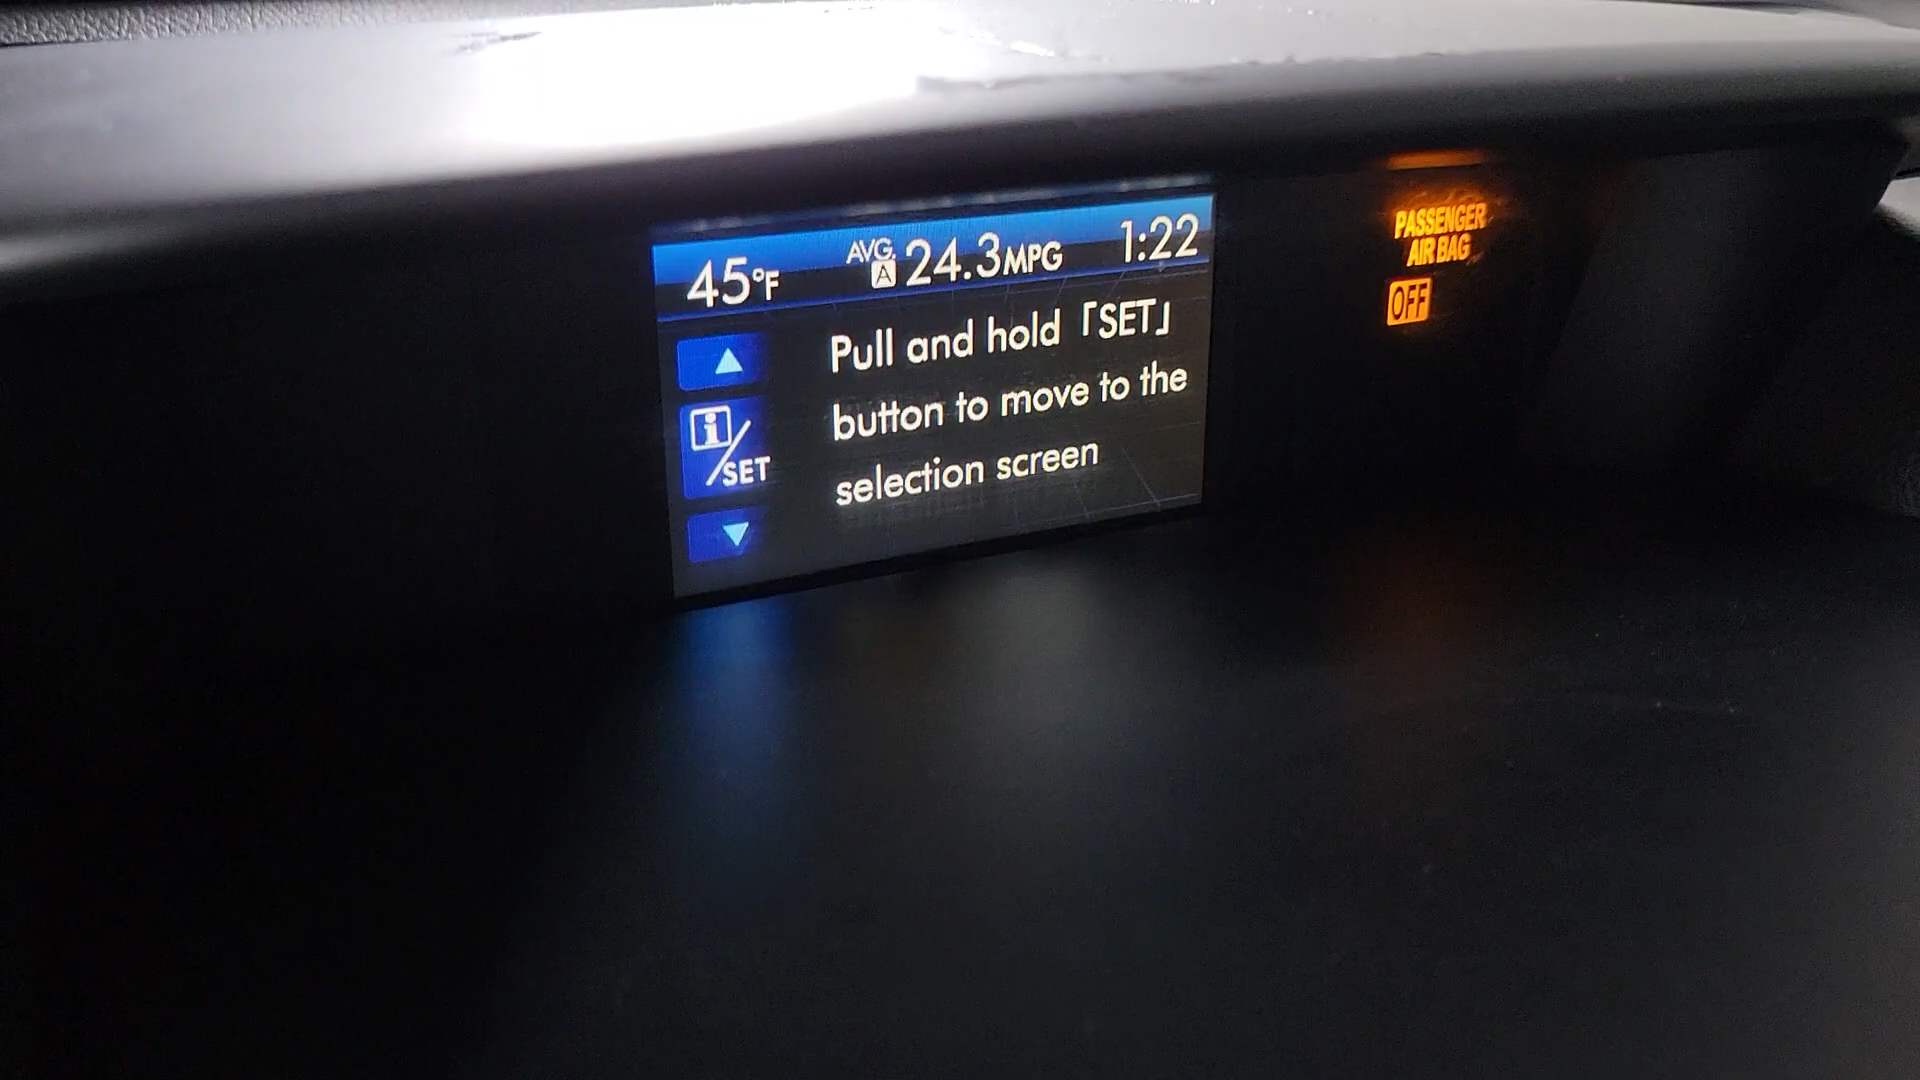 45°F AVG. A 24.3MPG 1:22
Pull and hold「SET」
button to move to the
selection screen
i/SET
PASSENGER
AIR BAG
OFF